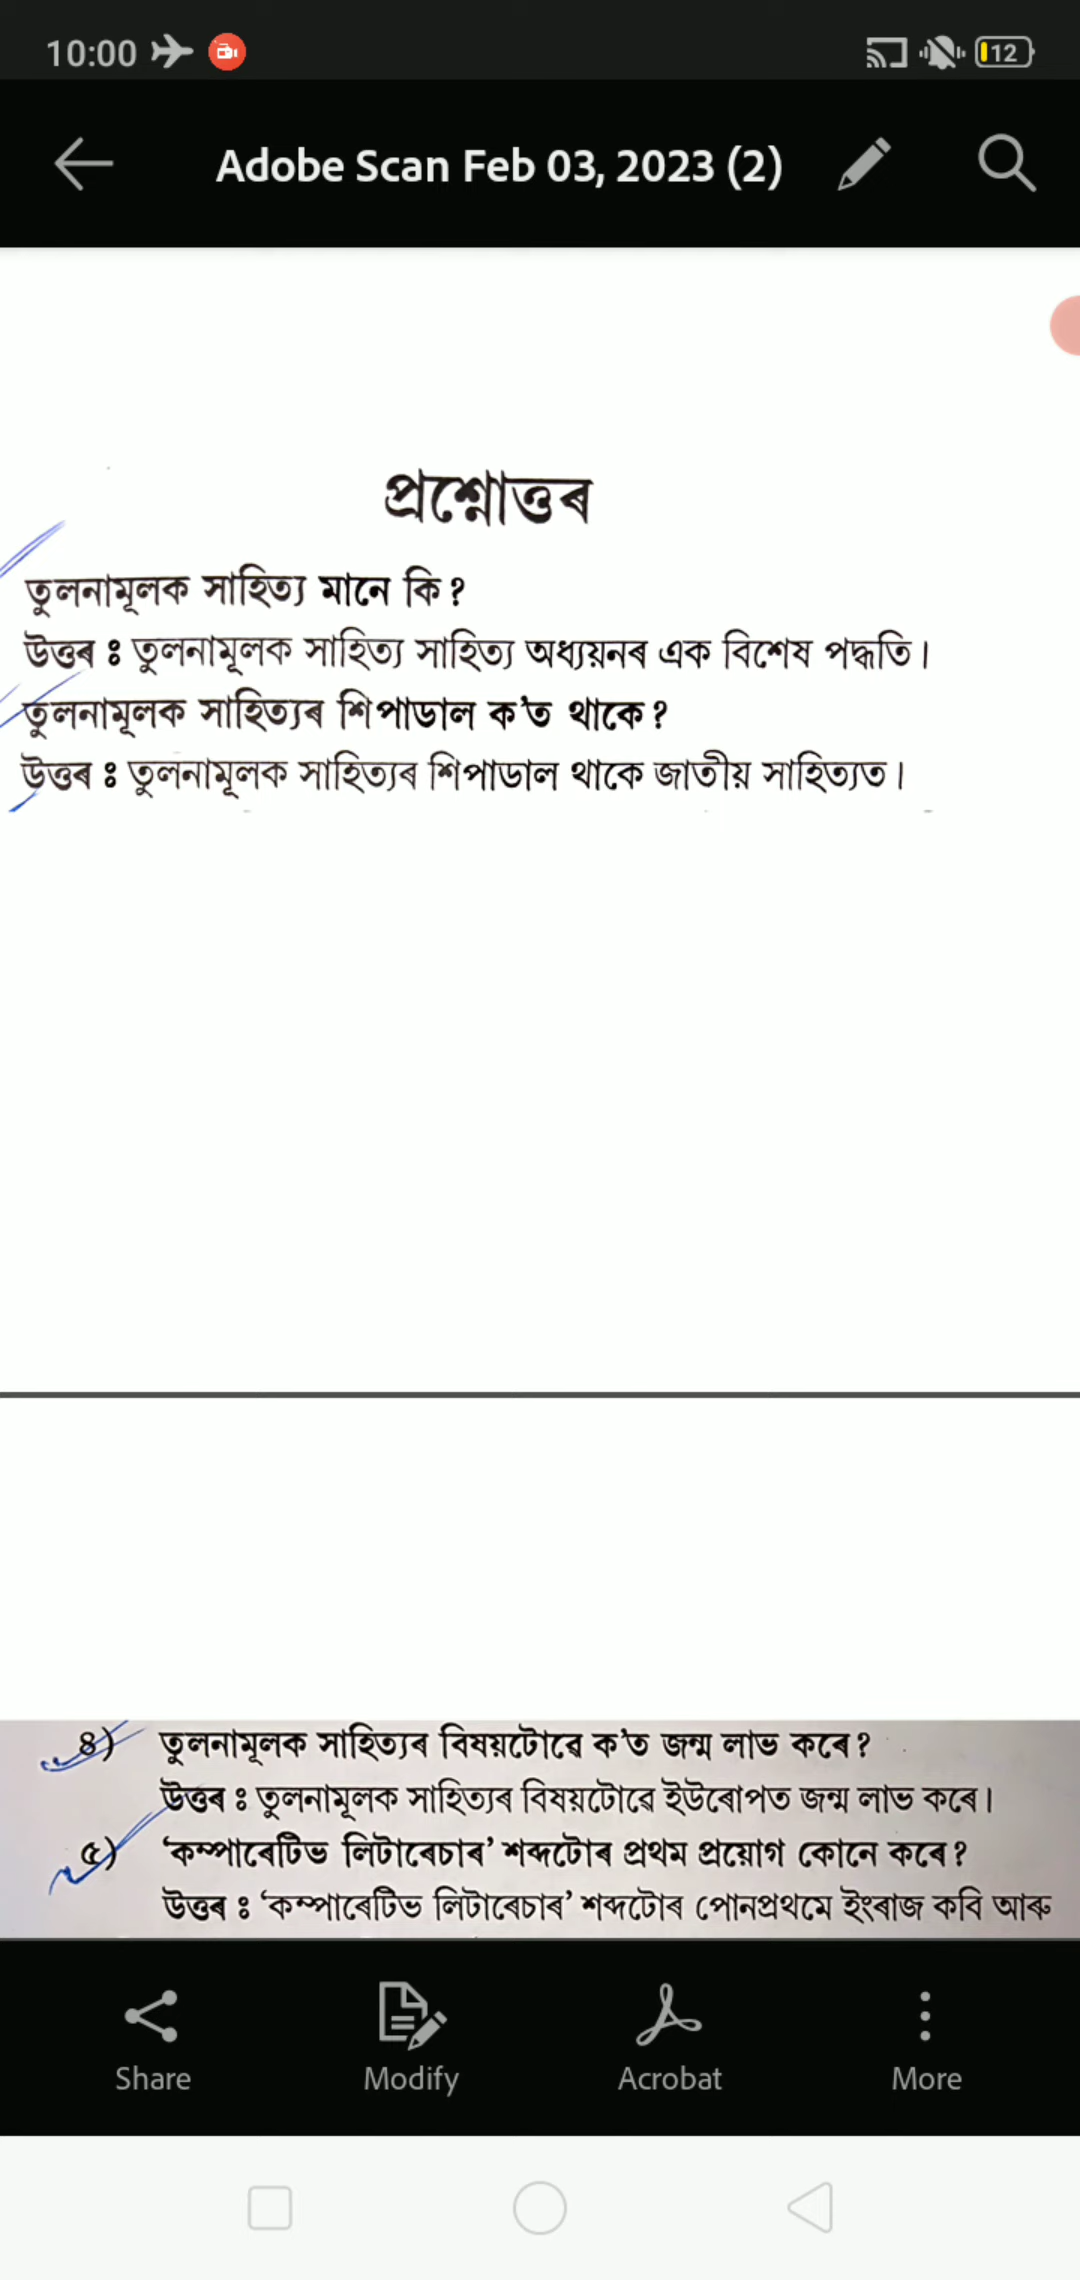 10:00
12
Adobe Scan Feb 03, 2023 (2)
প্ৰশ্নোত্তৰ
তুলনামূলক সাহিত্য মানে কি?
উত্তৰ ঃ তুলনামূলক সাহিত্য সাহিত্য অধ্যয়নৰ এক বিশেষ পদ্ধতি।
তুলনামূলক সাহিত্যৰ শিপাডাল ক'ত থাকে?
উত্তৰ ঃ তুলনামূলক সাহিত্যৰ শিপাডাল থাকে জাতীয় সাহিত্যত।
৪) তুলনামূলক সাহিত্যৰ বিষয়টোৱে ক'ত জন্ম লাভ কৰে?
উত্তৰ ঃ তুলনামূলক সাহিত্যৰ বিষয়টোৱে ইউৰোপত জন্ম লাভ কৰে।
৫) 'কম্পাৰেটিভ লিটাৰেচাৰ' শব্দটোৰ প্ৰথম প্ৰয়োগ কোনে কৰে?
উত্তৰ ঃ 'কম্পাৰেটিভ লিটাৰেচাৰ' শব্দটোৰ পোনপ্ৰথমে ইংৰাজ কবি আৰু
Share Modify Acrobat More